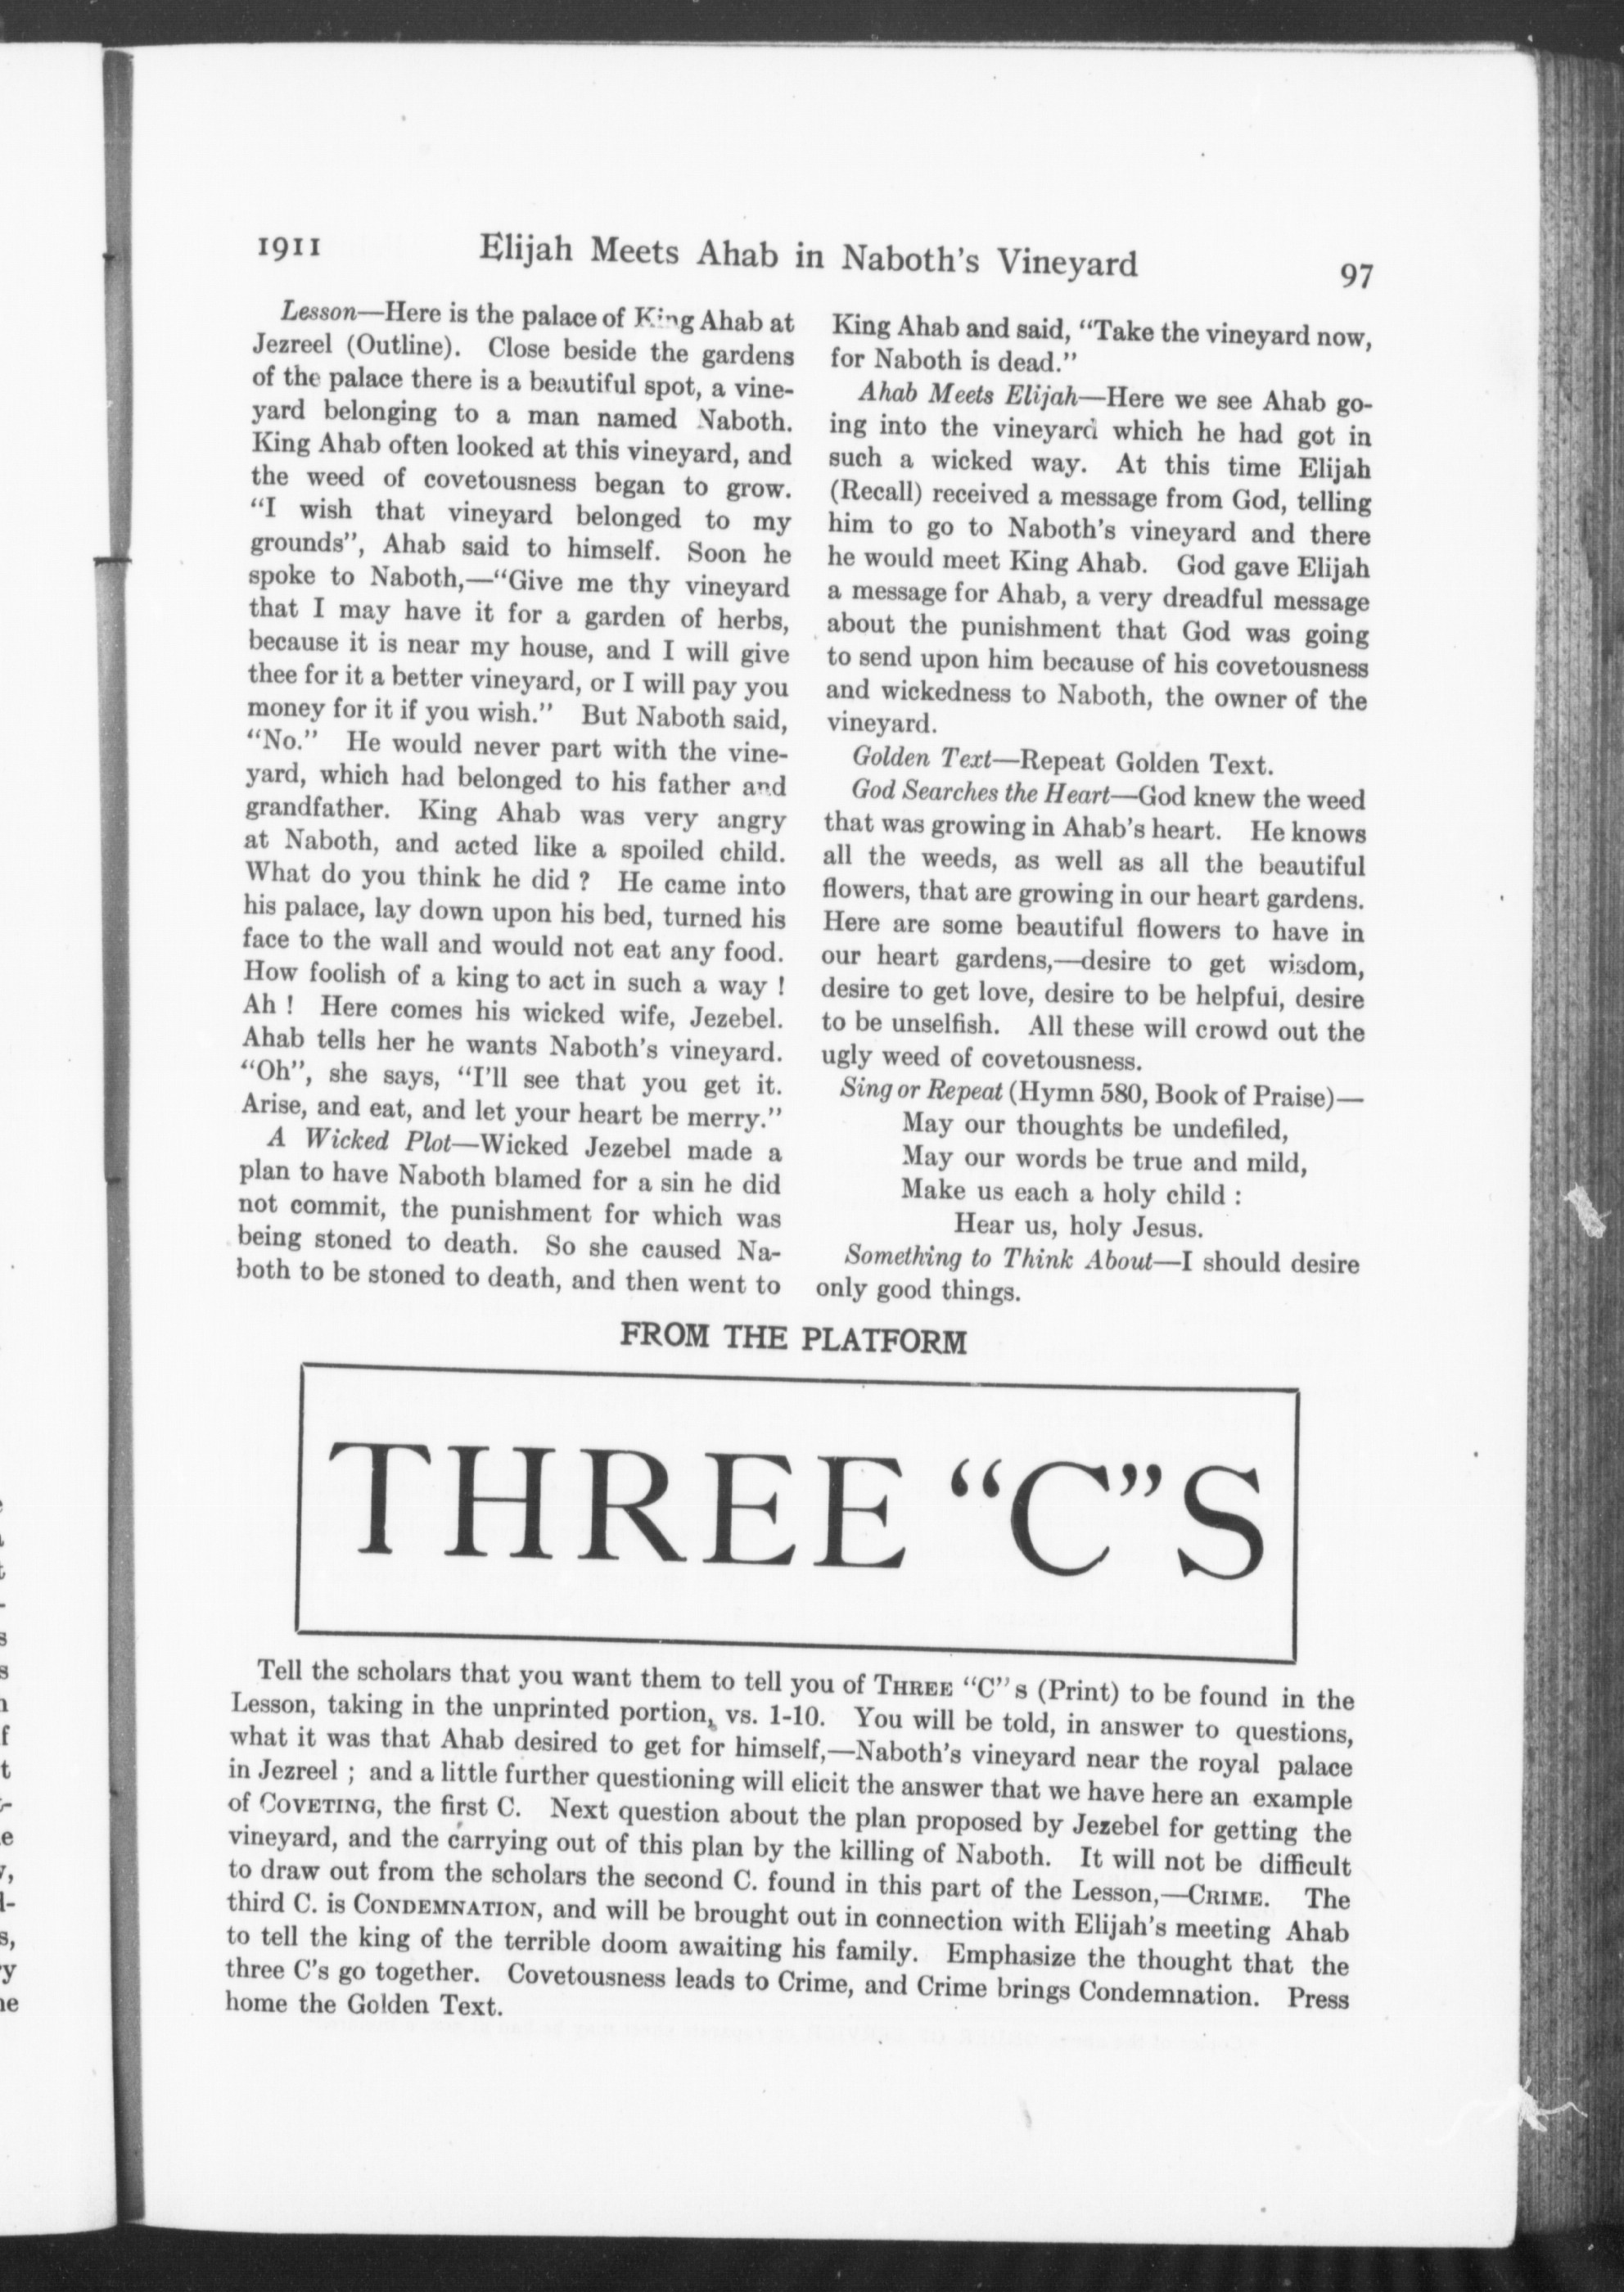 1911 Elijah Meets Ahab in Naboth's Vineyard 97
Lesson—Here is the palace of King Ahab at
Jezreel (Outline). Close beside the gardens
of the palace there is a beautiful spot, a vine-
yard belonging to a man named Naboth.
King Ahab often looked at this vineyard, and
the weed of covetousness began to grow.
“I wish that vineyard belonged to my
grounds”, Ahab said to himself. Soon he
spoke to Naboth,—“Give me thy vineyard
that I may have it for a garden of herbs,
because it is near my house, and I will give
thee for it a better vineyard, or I will pay you
money for it if you wish.” But Naboth said,
“No.” He would never part with the vine-
yard, which had belonged to his father and
grandfather. King Ahab was very angry
at Naboth, and acted like a spoiled child.
What do you think he did ? He came into
his palace, lay down upon his bed, turned his
face to the wall and would not eat any food.
How foolish of a king to act in such a way !
Ah ! Here comes his wicked wife, Jezebel.
Ahab tells her he wants Naboth's vineyard.
“Oh”, she says, “I'll see that you get it.
Arise, and eat, and let your heart be merry.”
A Wicked Plot—Wicked Jezebel made a
plan to have Naboth blamed for a sin he did
not commit, the punishment for which was
being stoned to death. So she caused Na-
both to be stoned to death, and then went to
King Ahab and said, “Take the vineyard now,
for Naboth is dead.”
Ahab Meets Elijah—Here we see Ahab go-
ing into the vineyard which he had got in
such a wicked way. At this time Elijah
(Recall) received a message from God, telling
him to go to Naboth's vineyard and there
he would meet King Ahab. God gave Elijah
a message for Ahab, a very dreadful message
about the punishment that God was going
to send upon him because of his covetousness
and wickedness to Naboth, the owner of the
vineyard.
Golden Text—Repeat Golden Text.
God Searches the Heart—God knew the weed
that was growing in Ahab's heart. He knows
all the weeds, as well as all the beautiful
flowers, that are growing in our heart gardens.
Here are some beautiful flowers to have in
our heart gardens,—desire to get wisdom,
desire to get love, desire to be helpful, desire
to be unselfish. All these will crowd out the
ugly weed of covetousness.
Sing or Repeat (Hymn 580, Book of Praise)—
May our thoughts be undefiled,
May our words be true and mild,
Make us each a holy child :
Hear us, holy Jesus.
Something to Think About—I should desire
only good things.
FROM THE PLATFORM
THREE “C”S
Tell the scholars that you want them to tell you of THREE “C” s (Print) to be found in the
Lesson, taking in the unprinted portion, vs. 1-10. You will be told, in answer to questions,
what it was that Ahab desired to get for himself,—Naboth's vineyard near the royal palace
in Jezreel ; and a little further questioning will elicit the answer that we have here an example
of COVETING, the first C. Next question about the plan proposed by Jezebel for getting the
vineyard, and the carrying out of this plan by the killing of Naboth. It will not be difficult
to draw out from the scholars the second C. found in this part of the Lesson,—CRIME. The
third C. is CONDEMNATION, and will be brought out in connection with Elijah's meeting Ahab
to tell the king of the terrible doom awaiting his family. Emphasize the thought that the
three C's go together. Covetousness leads to Crime, and Crime brings Condemnation. Press
home the Golden Text.